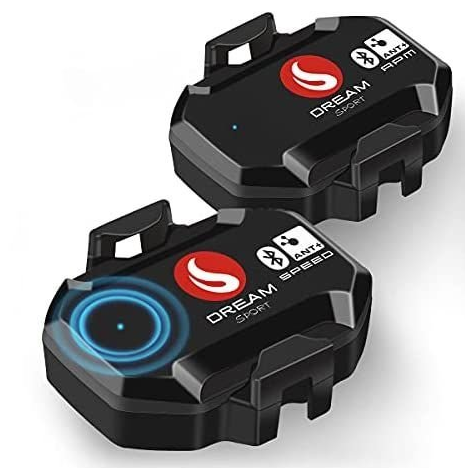 ANT+
RPM
DREAM
SPORT
ANT+
SPEED
DREAM
SPORT